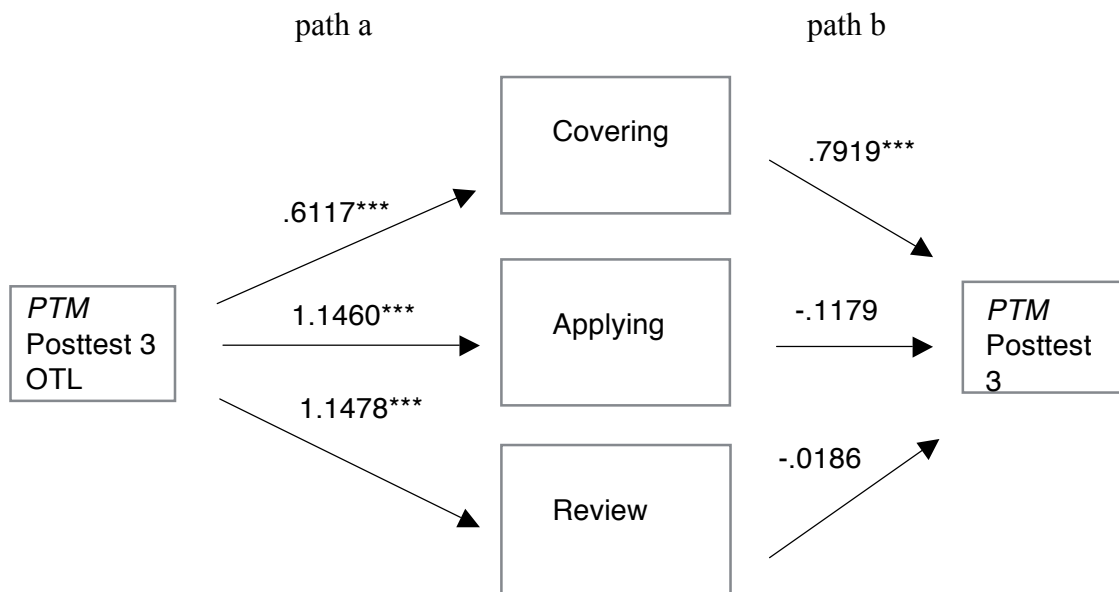 path a
path b
Covering
.7919***
.6117***
PTM
Posttest 3
OTL
1.1460***
Applying
-.1179
PTM
Posttest
3
1.1478***
-.0186
Review